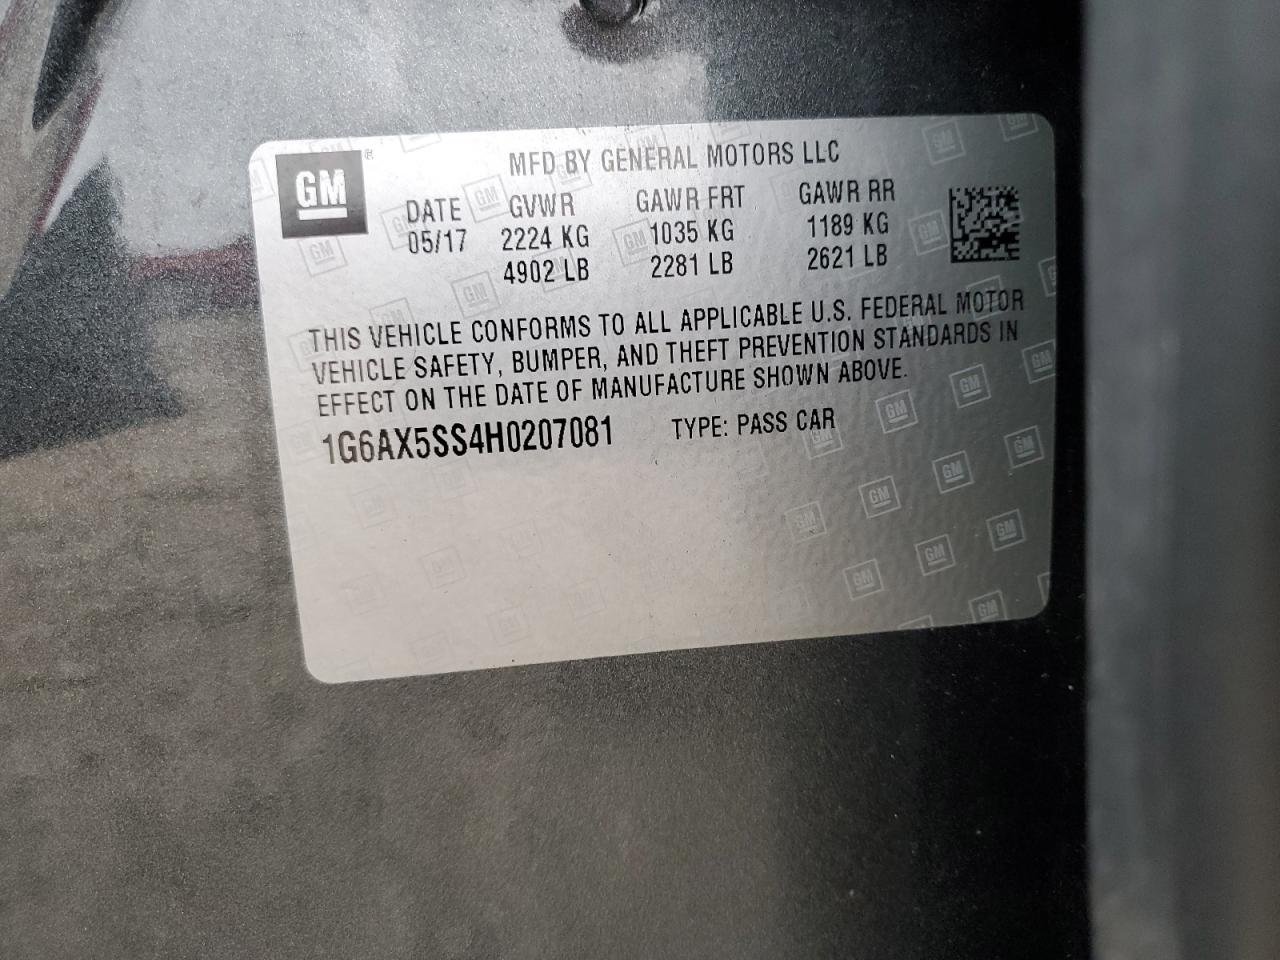 GM
MFD BY GENERAL MOTORS LLC
DATE GVWR GAWR FRT GAWR RR
05/17 2224 KG 1035 KG 1189 KG
4902 LB 2281 LB 2621 LB
THIS VEHICLE CONFORMS TO ALL APPLICABLE U.S. FEDERAL MOTOR
VEHICLE SAFETY, BUMPER, AND THEFT PREVENTION STANDARDS IN
EFFECT ON THE DATE OF MANUFACTURE SHOWN ABOVE.
1G6AX5SS4H0207081 TYPE: PASS CAR